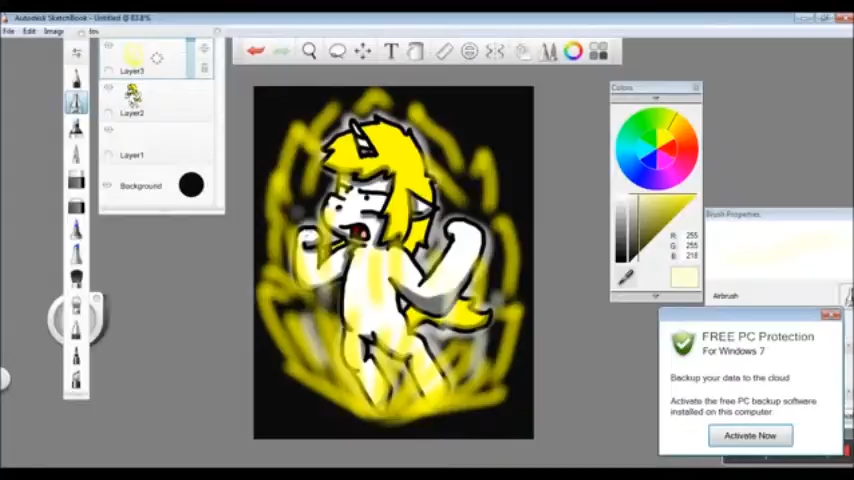 Autodesk SketchBook - Untitled @ 83.8%
File Edit Image
Layer3
Layer2
Layer1
Background
Colors
R: 255
G: 255
B: 218
Brush Properties
Airbrush
FREE PC Protection
For Windows 7
Backup your data to the cloud
Activate the free PC backup software
installed on this computer
Activate Now